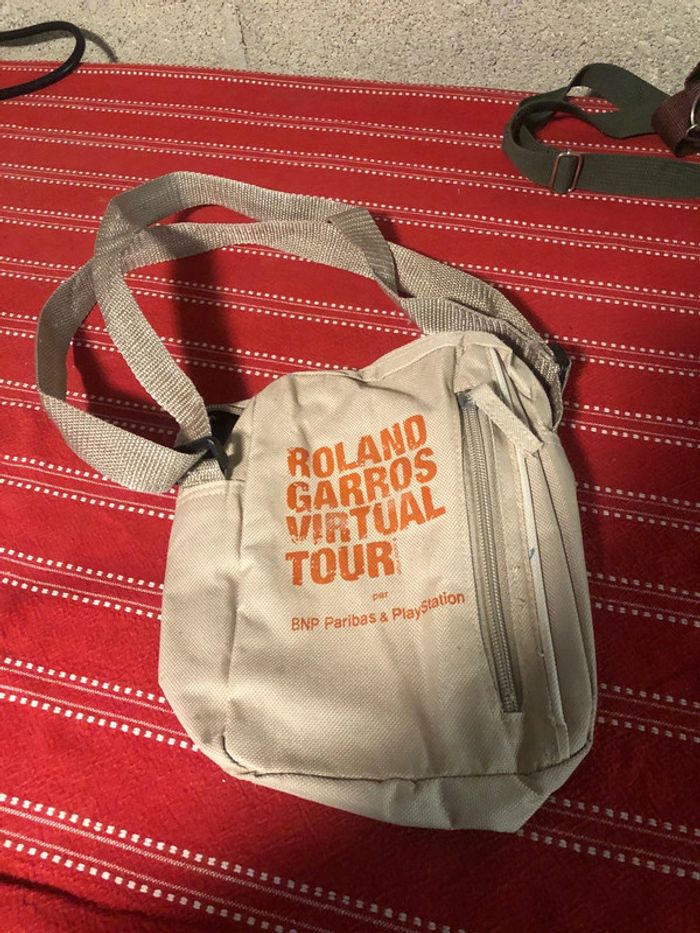 ROLAND
GARROS
VIRTUAL
TOUR
par
BNP Paribas & PlayStation